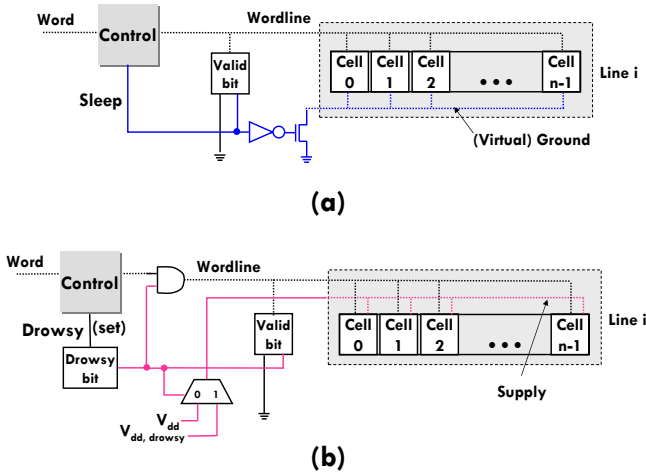 Word
Control
Wordline
Valid
bit
Cell
0
Cell
1
Cell
2
• • •
Cell
n-1
Line i
Sleep
(Virtual) Ground
(a)
Word
Control
Wordline
Drowsy (set)
Drowsy
bit
Valid
bit
Cell
0
Cell
1
Cell
2
• • •
Cell
n-1
Line i
0 1
Supply
Vdd
Vdd, drowsy
(b)